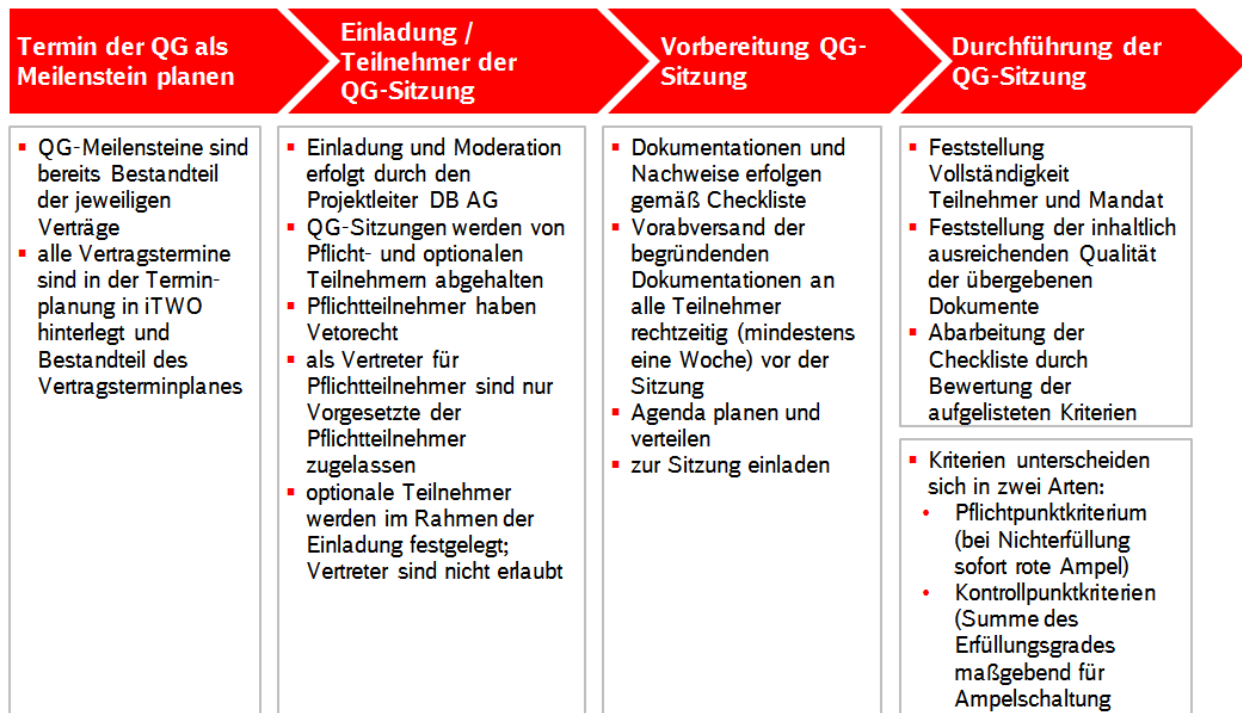 Termin der QG als
Meilenstein planen
Einladung /
Teilnehmer der
QG-Sitzung
Vorbereitung QG-
Sitzung
Durchführung der
QG-Sitzung
▪ QG-Meilensteine sind
bereits Bestandteil
der jeweiligen
Verträge
▪ alle Vertragstermine
sind in der Termin-
planung in iTWO
hinterlegt und
Bestandteil des
Vertragsterminplanes
▪ Einladung und Moderation
erfolgt durch den
Projektleiter DB AG
▪ QG-Sitzungen werden von
Pflicht- und optionalen
Teilnehmern abgehalten
▪ Pflichtteilnehmer haben
Vetorecht
▪ als Vertreter für
Pflichtteilnehmer sind nur
Vorgesetzte der
Pflichtteilnehmer
zugelassen
▪ optionale Teilnehmer
werden im Rahmen der
Einladung festgelegt;
Vertreter sind nicht erlaubt
▪ Dokumentationen und
Nachweise erfolgen
gemäß Checkliste
▪ Vorabversand der
begründenden
Dokumentationen an
alle Teilnehmer
rechtzeitig (mindestens
eine Woche) vor der
Sitzung
▪ Agenda planen und
verteilen
▪ zur Sitzung einladen
▪ Feststellung
Vollständigkeit
Teilnehmer und Mandat
▪ Feststellung der inhaltlich
ausreichenden Qualität
der übergebenen
Dokumente
▪ Abarbeitung der
Checkliste durch
Bewertung der
aufgelisteten Kriterien
▪ Kriterien unterscheiden
sich in zwei Arten:
• Pflichtpunktkriterium
(bei Nichterfüllung
sofort rote Ampel)
• Kontrollpunktkriterien
(Summe des
Erfüllungsgrades
maßgebend für
Ampelschaltung